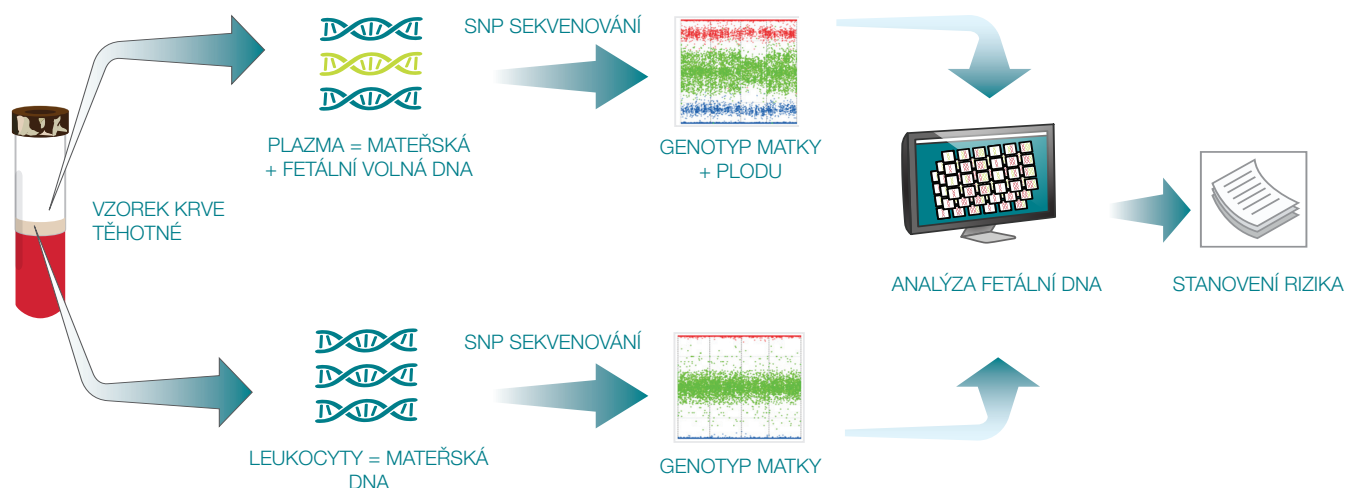 SNP SEKVENOVÁNÍ
PLAZMA = MATEŘSKÁ
+ FETÁLNÍ VOLNÁ DNA
GENOTYP MATKY
+ PLODU
VZOREK KRVE
TĚHOTNÉ
ANALÝZA FETÁLNÍ DNA
STANOVENÍ RIZIKA
SNP SEKVENOVÁNÍ
LEUKOCYTY = MATEŘSKÁ
DNA
GENOTYP MATKY